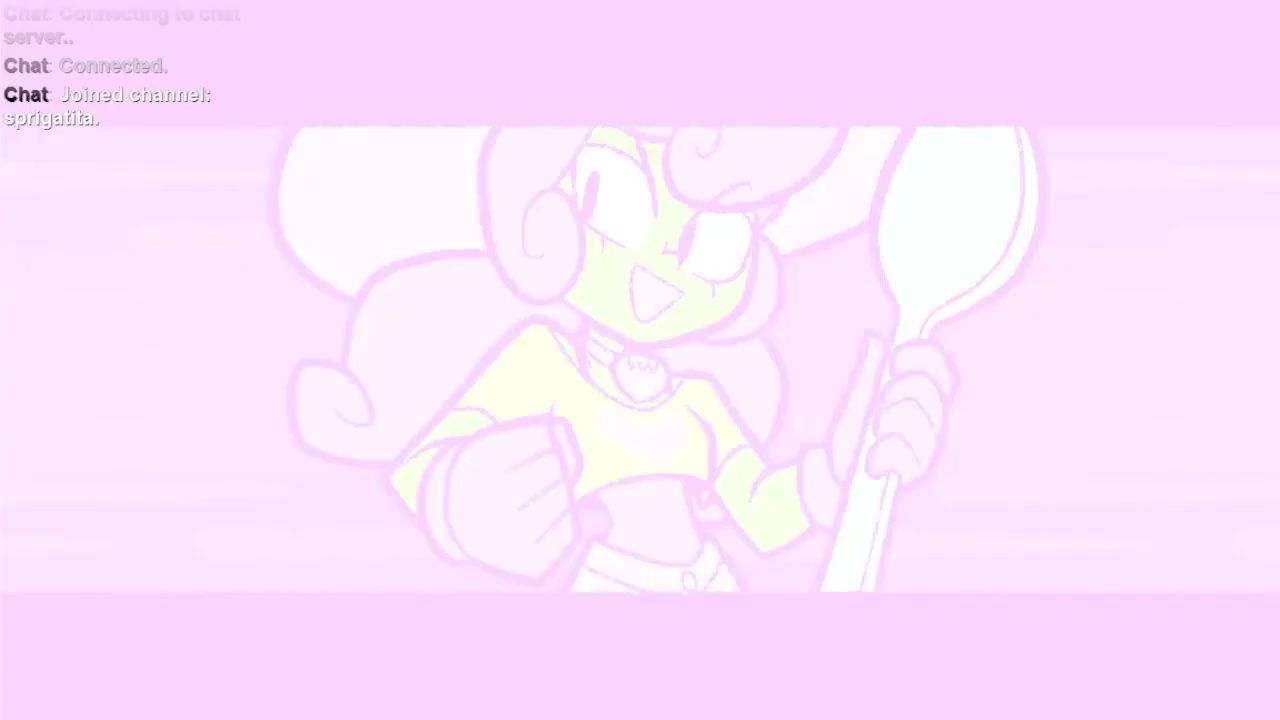 Chat: Connecting to chat
server..
Chat: Connected.
Chat: Joined channel:
sprigatita.